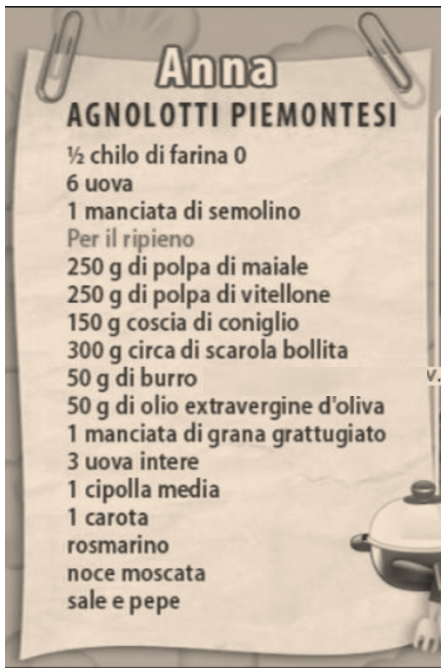 Anna
AGNOLOTTI PIEMONTESI
½ chilo di farina 0
6 uova
1 manciata di semolino
Per il ripieno
250 g di polpa di maiale
250 g di polpa di vitellone
150 g coscia di coniglio
300 g circa di scarola bollita
50 g di burro
50 g di olio extravergine d'oliva
1 manciata di grana grattugiato
3 uova intere
1 cipolla media
1 carota
rosmarino
noce moscata
sale e pepe